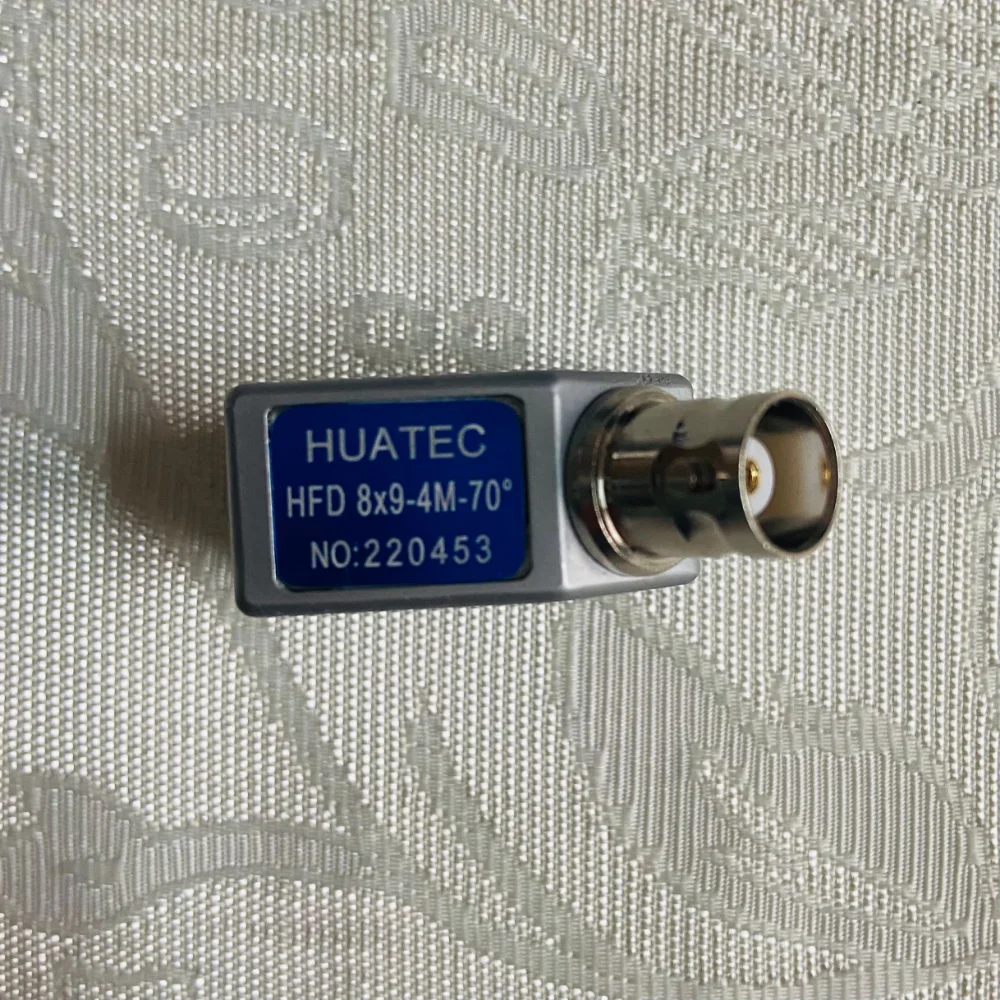 HUATEC
HFD 8x9-4M-70°
NO:220453